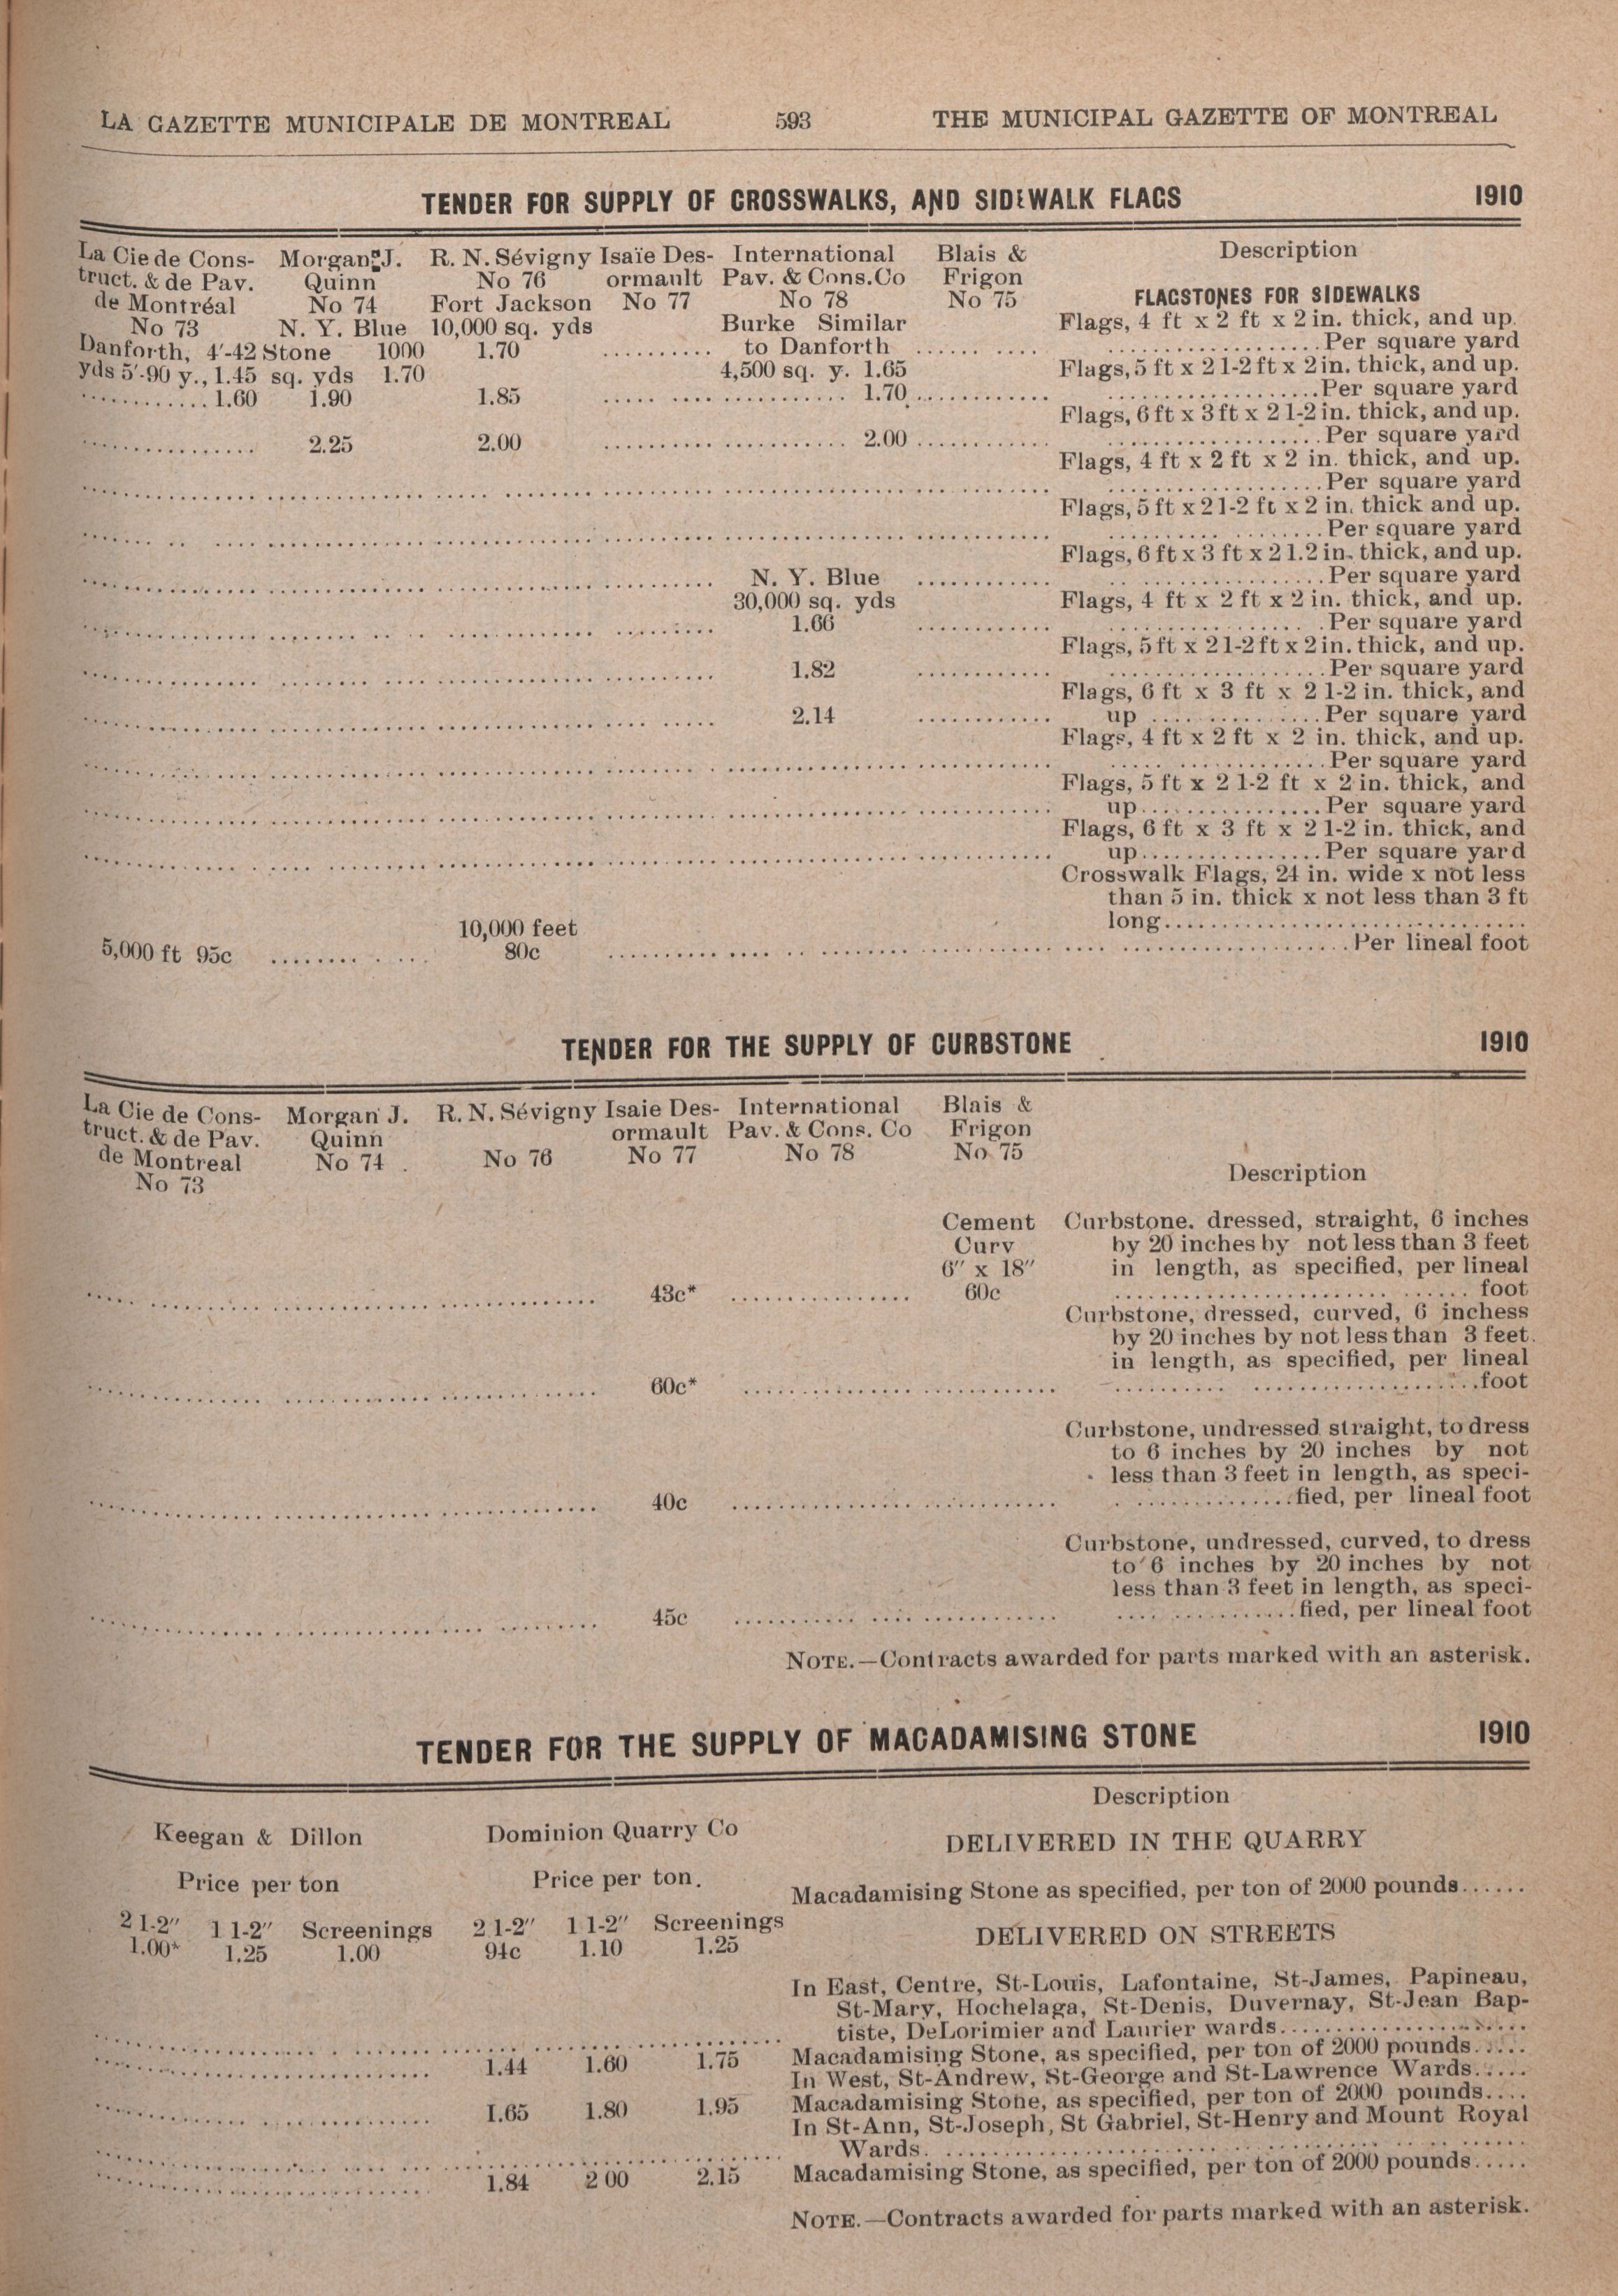 LA GAZETTE MUNICIPALE DE MONTREAL 593 THE MUNICIPAL GAZETTE OF MONTREAL
TENDER FOR SUPPLY OF CROSSWALKS, AND SIDEWALK FLAGS 1910
La Cie de Cons- Morgan J. R. N. Sévigny Isaïe Des- International Blais & Description
truct. & de Pav. Quinn No 76 ormault Pav. & Cons. Co Frigon
de Montréal No 74 Fort Jackson No 77 No 78 No 75 FLAGSTONES FOR SIDEWALKS
No 73 N. Y. Blue 10,000 sq. yds Burke Similar Flags, 4 ft x 2 ft x 2 in. thick, and up.
Danforth, 4'-42 Stone 1000 1.70 .......... to Danforth ............ .................. Per square yard
yds 5'-90 y., 1.45 sq. yds 1.70 4,500 sq. y. 1.65 Flags, 5 ft x 2 1-2 ft x 2 in. thick, and up.
............ 1.60 1.90 1.85 ..................... 1.70 ............ .................. Per square yard
Flags, 6 ft x 3 ft x 2 1-2 in. thick, and up.
............... 2.25 2.00 ..................... 2.00 ............ .................. Per square yard
Flags, 4 ft x 2 ft x 2 in. thick, and up.
.................. Per square yard
Flags, 5 ft x 2 1-2 ft x 2 in. thick and up.
.................. Per square yard
Flags, 6 ft x 3 ft x 2 1.2 in. thick, and up.
............... N. Y. Blue ............ .................. Per square yard
30,000 sq. yds Flags, 4 ft x 2 ft x 2 in. thick, and up.
............... 1.66 ............ .................. Per square yard
Flags, 5 ft x 2 1-2 ft x 2 in. thick, and up.
............... 1.82 ............ .................. Per square yard
Flags, 6 ft x 3 ft x 2 1-2 in. thick, and
............... 2.14 ............ up ................ Per square yard
Flags, 4 ft x 2 ft x 2 in. thick, and up.
.................. Per square yard
Flags, 5 ft x 2 1-2 ft x 2 in. thick, and
up................ Per square yard
Flags, 6 ft x 3 ft x 2 1-2 in. thick, and
up................ Per square yard
Crosswalk Flags, 24 in. wide x not less
than 5 in. thick x not less than 3 ft
10,000 feet long..............................
5,000 ft 95c ............ 80c ..................... .................. Per lineal foot
TENDER FOR THE SUPPLY OF CURBSTONE 1910
La Cie de Cons- Morgan J. R. N. Sévigny Isaie Des- International Blais &
truct. & de Pav. Quinn ormault Pav. & Cons. Co Frigon
de Montreal No 74 No 76 No 77 No 78 No. 75
No 73 Description
Cement Curbstone. dressed, straight, 6 inches
Curv by 20 inches by not less than 3 feet
6" x 18" in length, as specified, per lineal
............... 43c* ............... 60c .................. foot
Curbstone, dressed, curved, 6 inchess
by 20 inches by not less than 3 feet.
in length, as specified, per lineal
............... 60c* ............... .................. foot
Curbstone, undressed straight, to dress
to 6 inches by 20 inches by not
less than 3 feet in length, as speci-
............... 40c ............... ............ fied, per lineal foot
Curbstone, undressed, curved, to dress
to 6 inches by 20 inches by not
less than 3 feet in length, as speci-
............... 45c ............... ............ fied, per lineal foot
NOTE.—Contracts awarded for parts marked with an asterisk.
TENDER FOR THE SUPPLY OF MACADAMISING STONE 1910
Description
Keegan & Dillon Dominion Quarry Co DELIVERED IN THE QUARRY
Price per ton Price per ton. Macadamising Stone as specified, per ton of 2000 pounds......
2 1-2" 1 1-2" Screenings 2 1-2" 1 1-2" Screenings DELIVERED ON STREETS
1.00* 1.25 1.00 94c 1.10 1.25
In East, Centre, St-Louis, Lafontaine, St-James, Papineau,
St-Mary, Hochelaga, St-Denis, Duvernay, St-Jean Bap-
tiste, DeLorimier and Laurier wards...................
............... 1.44 1.60 1.75 Macadamising Stone, as specified, per ton of 2000 pounds.....
In West, St-Andrew, St-George and St-Lawrence Wards.....
............... 1.65 1.80 1.95 Macadamising Stone, as specified, per ton of 2000 pounds....
In St-Ann, St-Joseph, St Gabriel, St-Henry and Mount Royal
Wards. ..............................
............... 1.84 2 00 2.15 Macadamising Stone, as specified, per ton of 2000 pounds.....
NOTE.—Contracts awarded for parts marked with an asterisk.